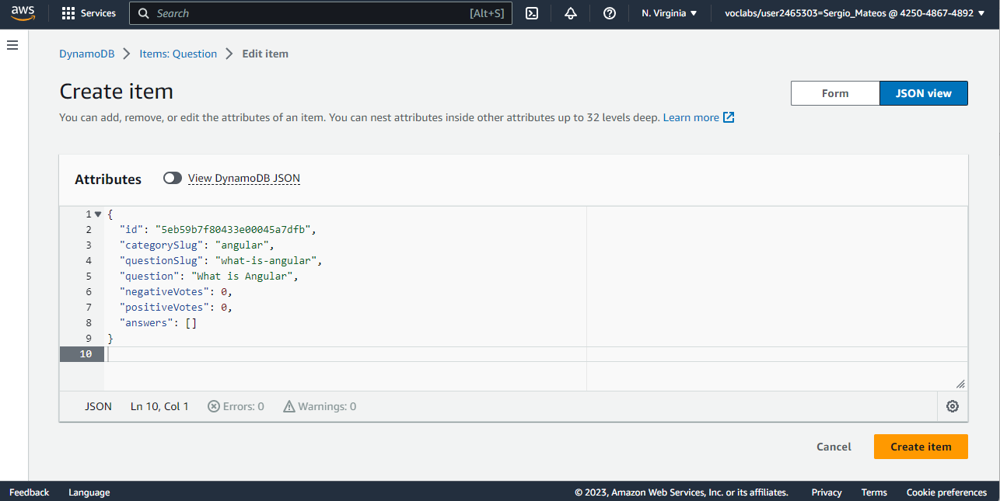 aws Services Search [Alt+S] N. Virginia voclabs/user2465303=Sergio_Mateos @ 4250-4867-4892
DynamoDB Items: Question Edit item
Create item
Form JSON view
You can add, remove, or edit the attributes of an item. You can nest attributes inside other attributes up to 32 levels deep. Learn more
Attributes View DynamoDB JSON
1 {
2 "id": "5eb59b7f80433e00045a7dfb",
3 "categorySlug": "angular",
4 "questionSlug": "what-is-angular",
5 "question": "What is Angular",
6 "negativeVotes": 0,
7 "positiveVotes": 0,
8 "answers": []
9 }
10
JSON Ln 10, Col 1 Errors: 0 Warnings: 0
Cancel Create item
Feedback Language © 2023, Amazon Web Services, Inc. or its affiliates. Privacy Terms Cookie preferences